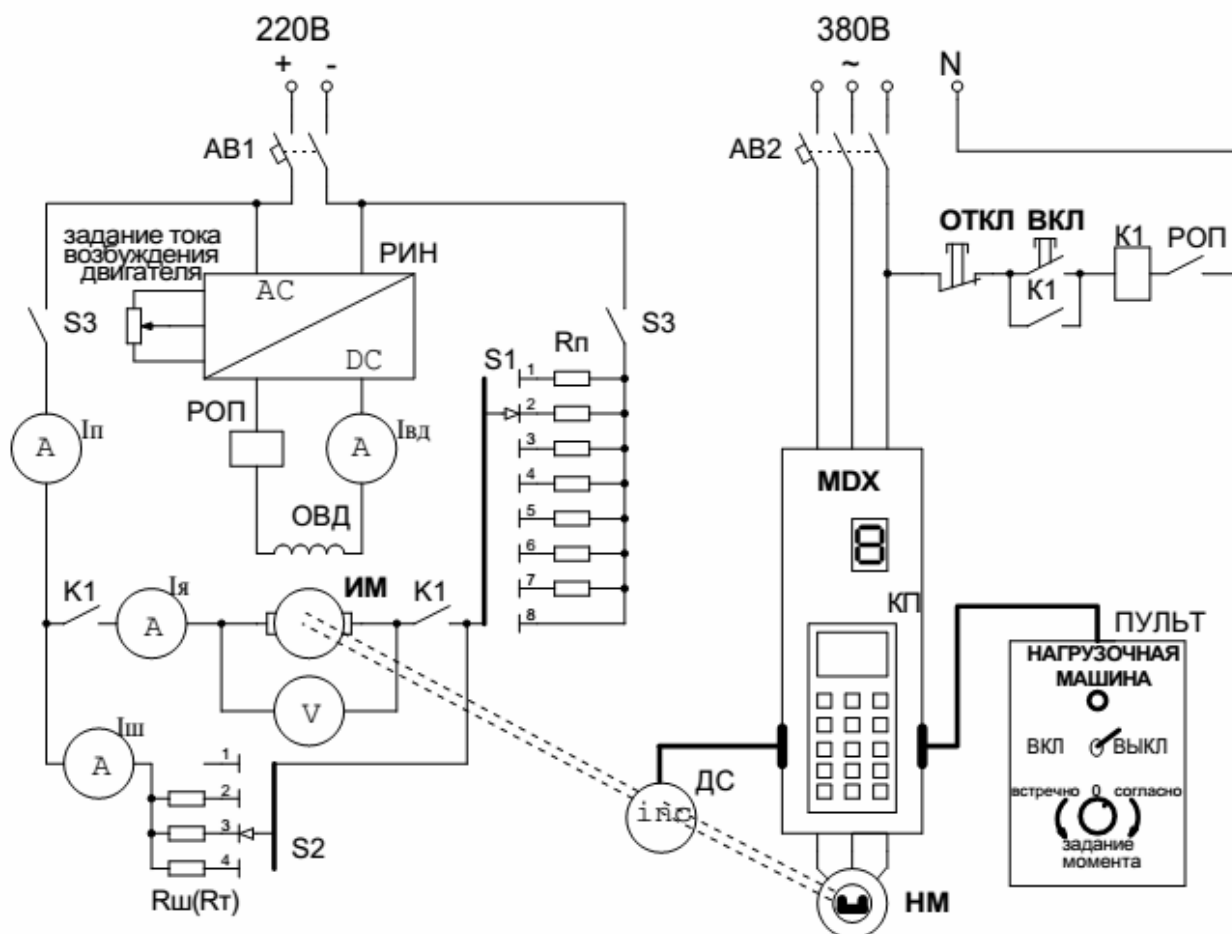 220В
+ -
380В
~
N
АВ1
АВ2
ОТКЛ ВКЛ
К1
РОП
К1
задание тока
возбуждения
двигателя
РИН
AC
DC
S3
S3
Rп
S1
1
2
3
4
5
6
7
8
РОП
A
Iп
A
Iвд
ОВД
MDX
8
КП
К1
Iя
A
ИМ
К1
V
Iш
A
1
2
3
4
S2
Rш(Rт)
ДС
inc
НМ
ПУЛЬТ
НАГРУЗОЧНАЯ
МАШИНА
ВКЛ ВЫКЛ
встречно 0 согласно
задание
момента